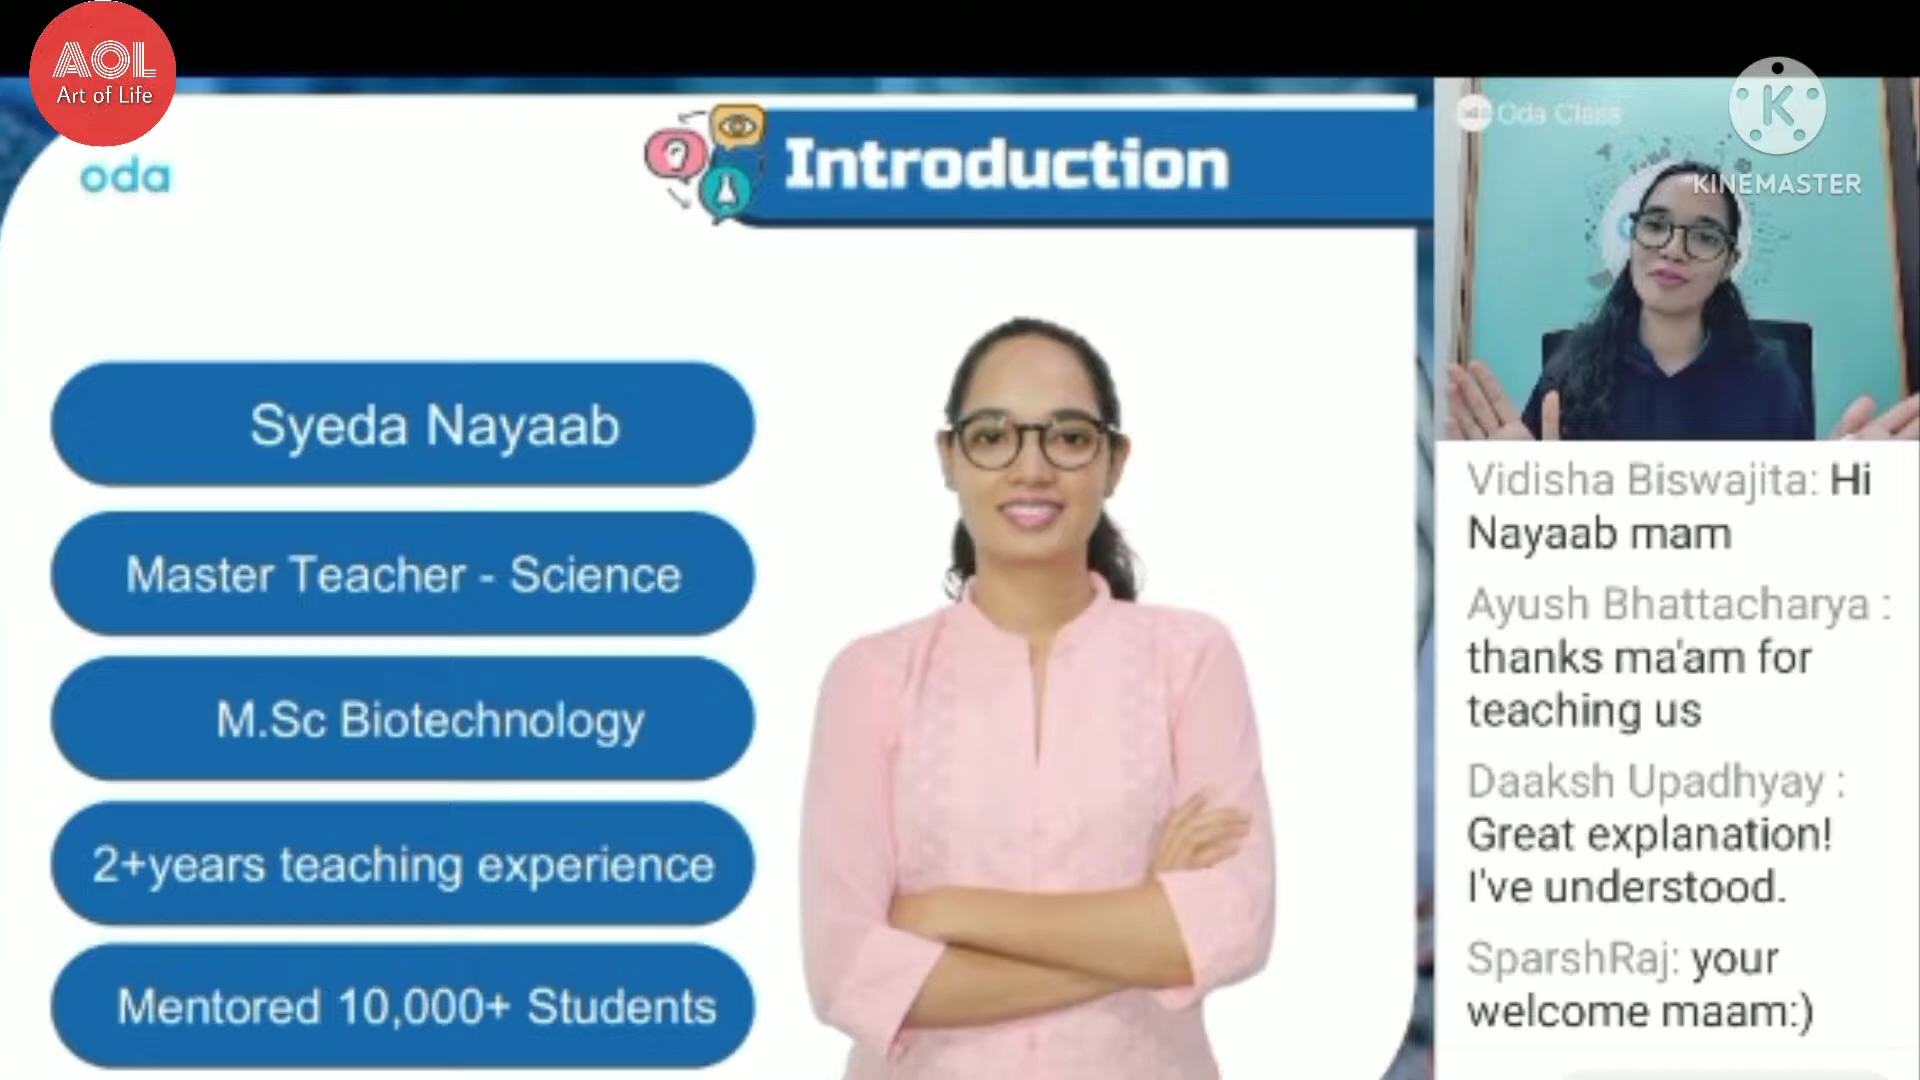 AOL
Art of Life
oda
Introduction
Syeda Nayaab
Master Teacher - Science
M.Sc Biotechnology
2+years teaching experience
Mentored 10,000+ Students
Oda Class
K
KINEMASTER
Vidisha Biswajita: Hi
Nayaab mam
Ayush Bhattacharya :
thanks ma'am for
teaching us
Daaksh Upadhyay :
Great explanation!
I've understood.
SparshRaj: your
welcome maam:)